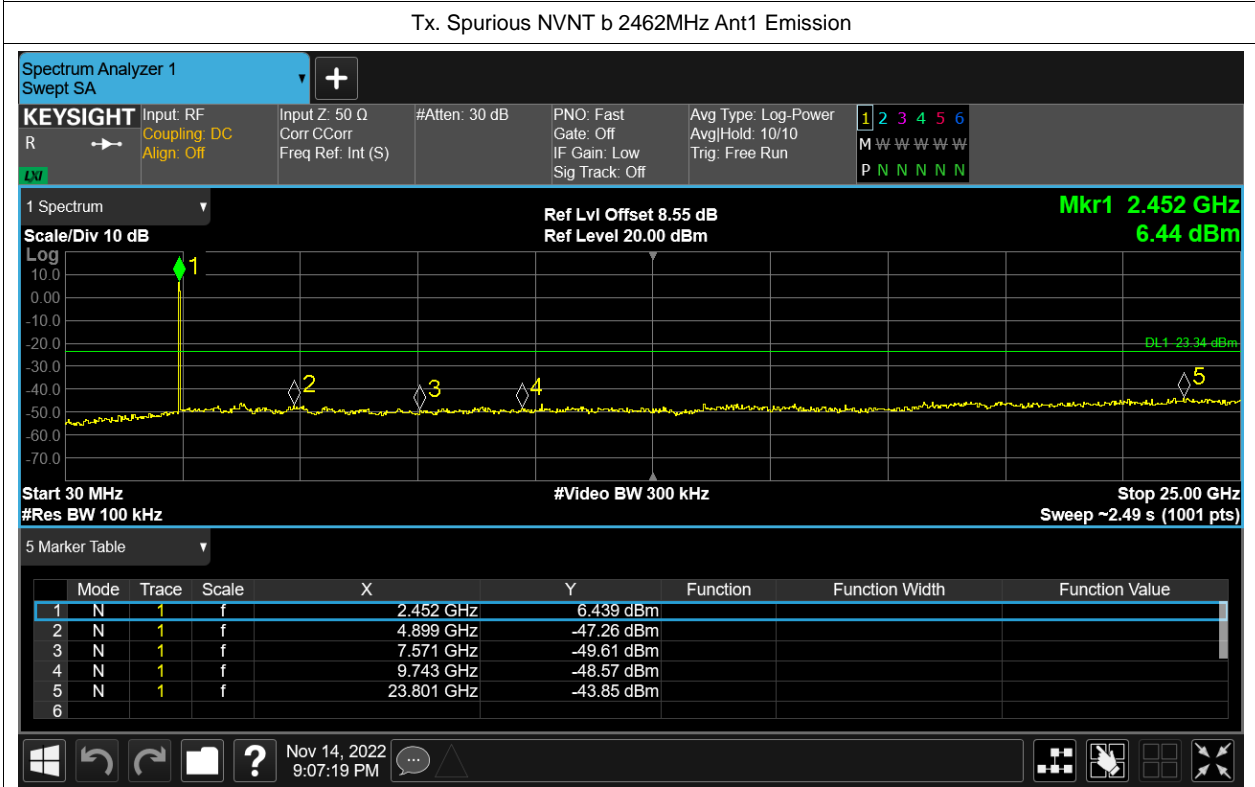 Tx. Spurious NVNT b 2462MHz Ant1 Emission
Spectrum Analyzer 1
Swept SA
KEYSIGHT
R
LXI
Input: RF
Coupling: DC
Align: Off
Input Z: 50 Ω
Corr CCorr
Freq Ref: Int (S)
#Atten: 30 dB
PNO: Fast
Gate: Off
IF Gain: Low
Sig Track: Off
Avg Type: Log-Power
Avg|Hold: 10/10
Trig: Free Run
1 2 3 4 5 6
M W W W W W
P N N N N N
1 Spectrum
Scale/Div 10 dB
Ref Lvl Offset 8.55 dB
Ref Level 20.00 dBm
Mkr1 2.452 GHz
6.44 dBm
Log
10.0
0.00
-10.0
-20.0
-30.0
-40.0
-50.0
-60.0
-70.0
1
2
3
4
5
DL1 -23.34 dBm
Start 30 MHz
#Res BW 100 kHz
#Video BW 300 kHz
Stop 25.00 GHz
Sweep ~2.49 s (1001 pts)
5 Marker Table
Mode Trace Scale X Y Function Function Width Function Value
1 N 1 f 2.452 GHz 6.439 dBm
2 N 1 f 4.899 GHz -47.26 dBm
3 N 1 f 7.571 GHz -49.61 dBm
4 N 1 f 9.743 GHz -48.57 dBm
5 N 1 f 23.801 GHz -43.85 dBm
6
Nov 14, 2022
9:07:19 PM